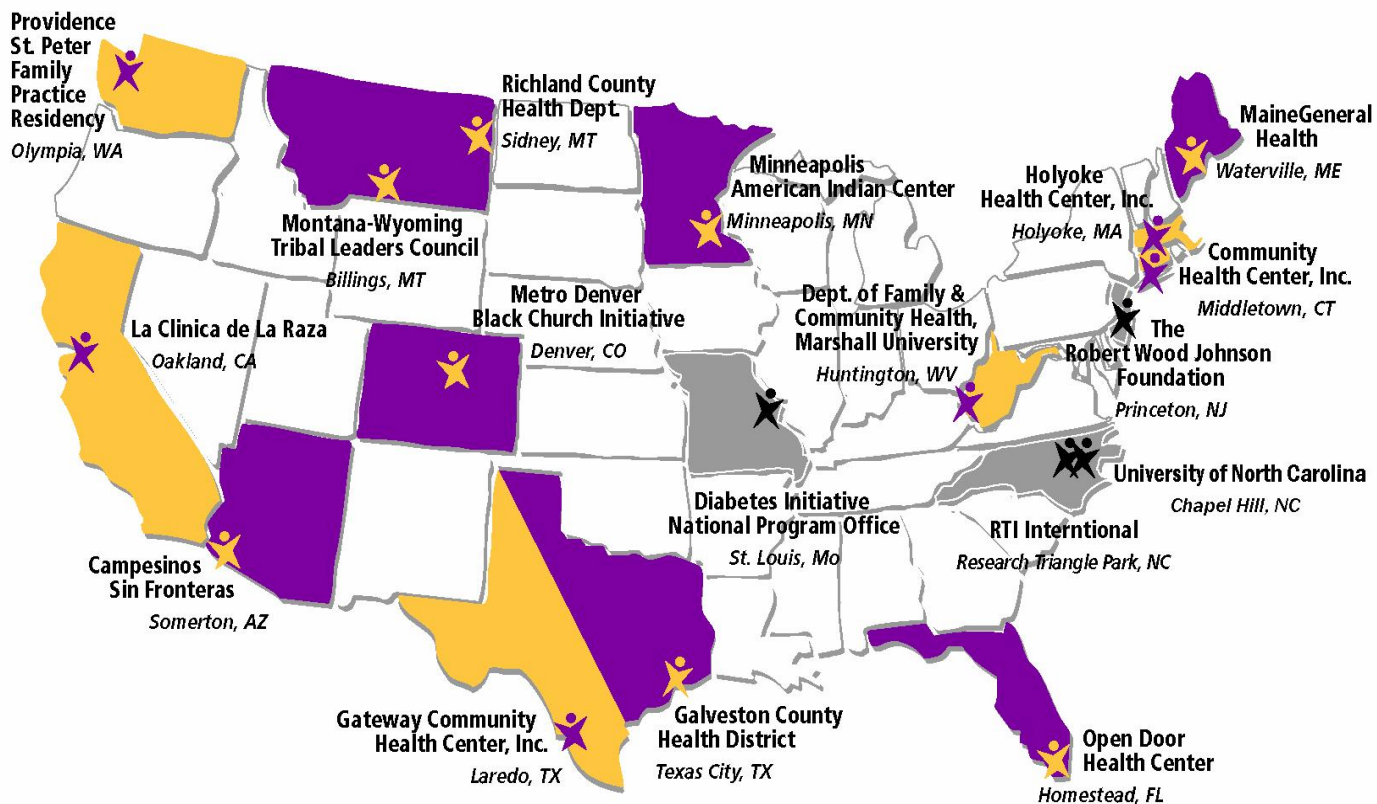 Providence
St. Peter
Family
Practice
Residency
Olympia, WA
Richland County
Health Dept.
Sidney, MT
Montana-Wyoming
Tribal Leaders Council
Billings, MT
Minneapolis
American Indian Center
Minneapolis, MN
MaineGeneral
Health
Waterville, ME
Holyoke
Health Center, Inc.
Holyoke, MA
Community
Health Center, Inc.
Middletown, CT
La Clinica de La Raza
Oakland, CA
Metro Denver
Black Church Initiative
Denver, CO
Dept. of Family &
Community Health,
Marshall University
Huntington, WV
The
Robert Wood Johnson
Foundation
Princeton, NJ
University of North Carolina
Chapel Hill, NC
RTI Interntional
Research Triangle Park, NC
Diabetes Initiative
National Program Office
St. Louis, Mo
Campesinos
Sin Fronteras
Somerton, AZ
Gateway Community
Health Center, Inc.
Laredo, TX
Galveston County
Health District
Texas City, TX
Open Door
Health Center
Homestead, FL